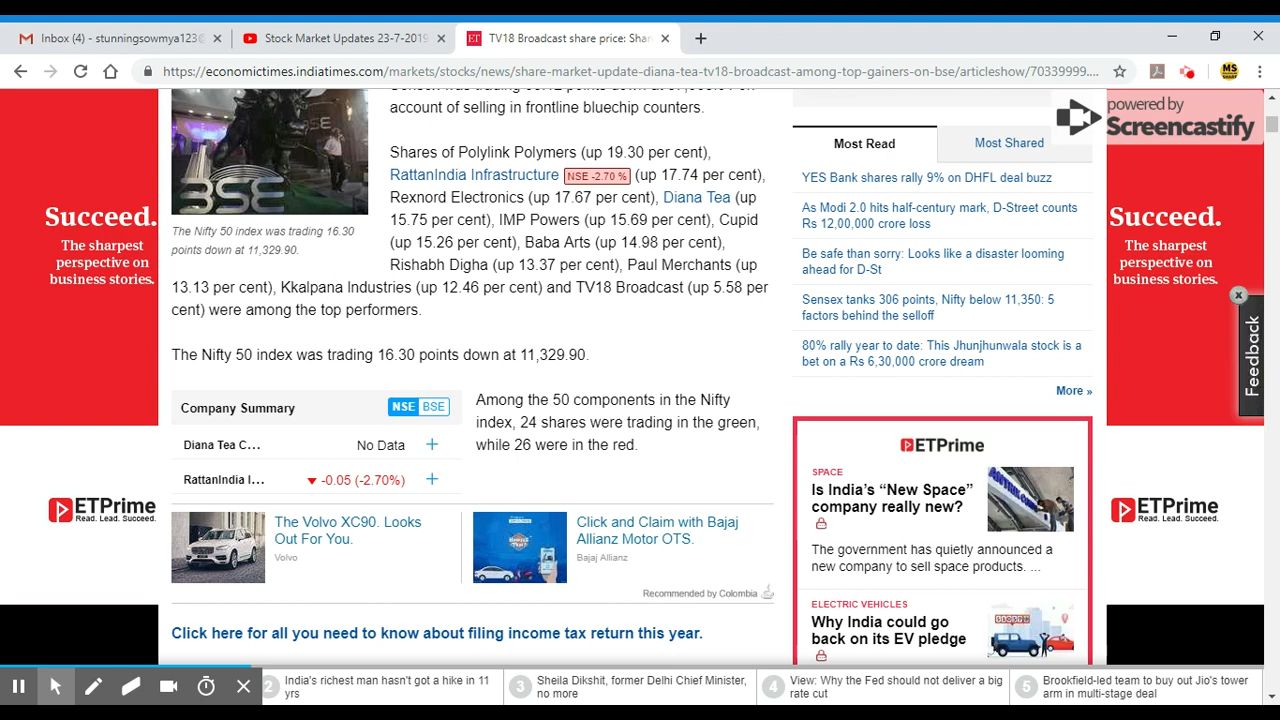 Inbox (4) - stunningsowmya123@
Stock Market Updates 23-7-2019
TV18 Broadcast share price: Shar
https://economictimes.indiatimes.com/markets/stocks/news/share-market-update-diana-tea-tv18-broadcast-among-top-gainers-on-bse/articleshow/70339999....
powered by
Screencastify
account of selling in frontline bluechip counters.
Shares of Polylink Polymers (up 19.30 per cent),
RattanIndia Infrastructure NSE -2.70 % (up 17.74 per cent),
Rexnord Electronics (up 17.67 per cent), Diana Tea (up
15.75 per cent), IMP Powers (up 15.69 per cent), Cupid
(up 15.26 per cent), Baba Arts (up 14.98 per cent),
Rishabh Digha (up 13.37 per cent), Paul Merchants (up
13.13 per cent), Kkalpana Industries (up 12.46 per cent) and TV18 Broadcast (up 5.58 per
cent) were among the top performers.
BSE
BSE
The Nifty 50 index was trading 16.30
points down at 11,329.90.
The Nifty 50 index was trading 16.30 points down at 11,329.90.
Company Summary
NSE BSE
Diana Tea C... No Data +
RattanIndia I... -0.05 (-2.70%) +
Among the 50 components in the Nifty
index, 24 shares were trading in the green,
while 26 were in the red.
The Volvo XC90. Looks
Out For You.
Volvo
Click and Claim with Bajaj
Allianz Motor OTS.
Bajaj Allianz
Recommended by Colombia
Click here for all you need to know about filing income tax return this year.
Most Read
Most Shared
YES Bank shares rally 9% on DHFL deal buzz
As Modi 2.0 hits half-century mark, D-Street counts
Rs 12,00,000 crore loss
Be safe than sorry: Looks like a disaster looming
ahead for D-St
Sensex tanks 306 points, Nifty below 11,350: 5
factors behind the selloff
80% rally year to date: This Jhunjhunwala stock is a
bet on a Rs 6,30,000 crore dream
More »
ETPrime
SPACE
Is India's “New Space”
company really new?
The government has quietly announced a
new company to sell space products. ...
ELECTRIC VEHICLES
Why India could go
back on its EV pledge
Succeed.
The sharpest
perspective on
business stories.
ETPrime
Read. Lead. Succeed.
Succeed.
The sharpest
perspective on
business stories.
ETPrime
Read. Lead. Succeed.
Feedback
2 India's richest man hasn't got a hike in 11
yrs
3 Sheila Dikshit, former Delhi Chief Minister,
no more
4 View: Why the Fed should not deliver a big
rate cut
5 Brookfield-led team to buy out Jio's tower
arm in multi-stage deal